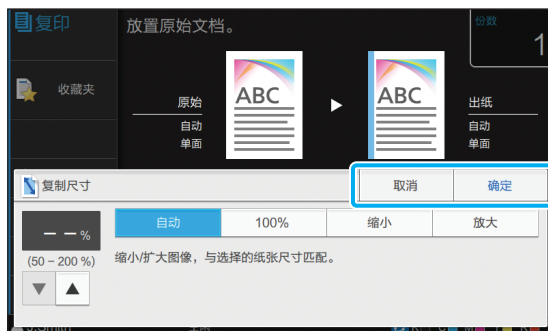 复印
放置原始文档。
份数
1
收藏夹
原始
自动
单面
ABC
ABC
出纸
自动
单面
复制尺寸
取消
确定
－－%
(50 – 200 %)
自动
100%
缩小
放大
缩小/扩大图像，与选择的纸张尺寸匹配。
J.Smith